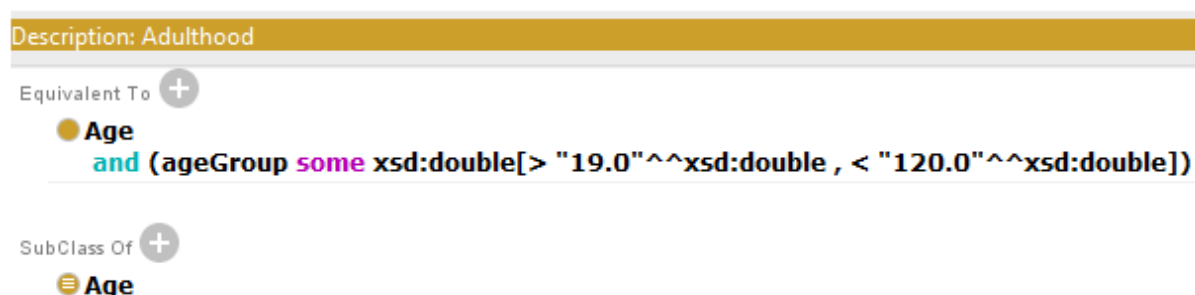 Description: Adulthood
Equivalent To
Age
and (ageGroup some xsd:double[> "19.0"^^xsd:double , < "120.0"^^xsd:double])
SubClass Of
Age